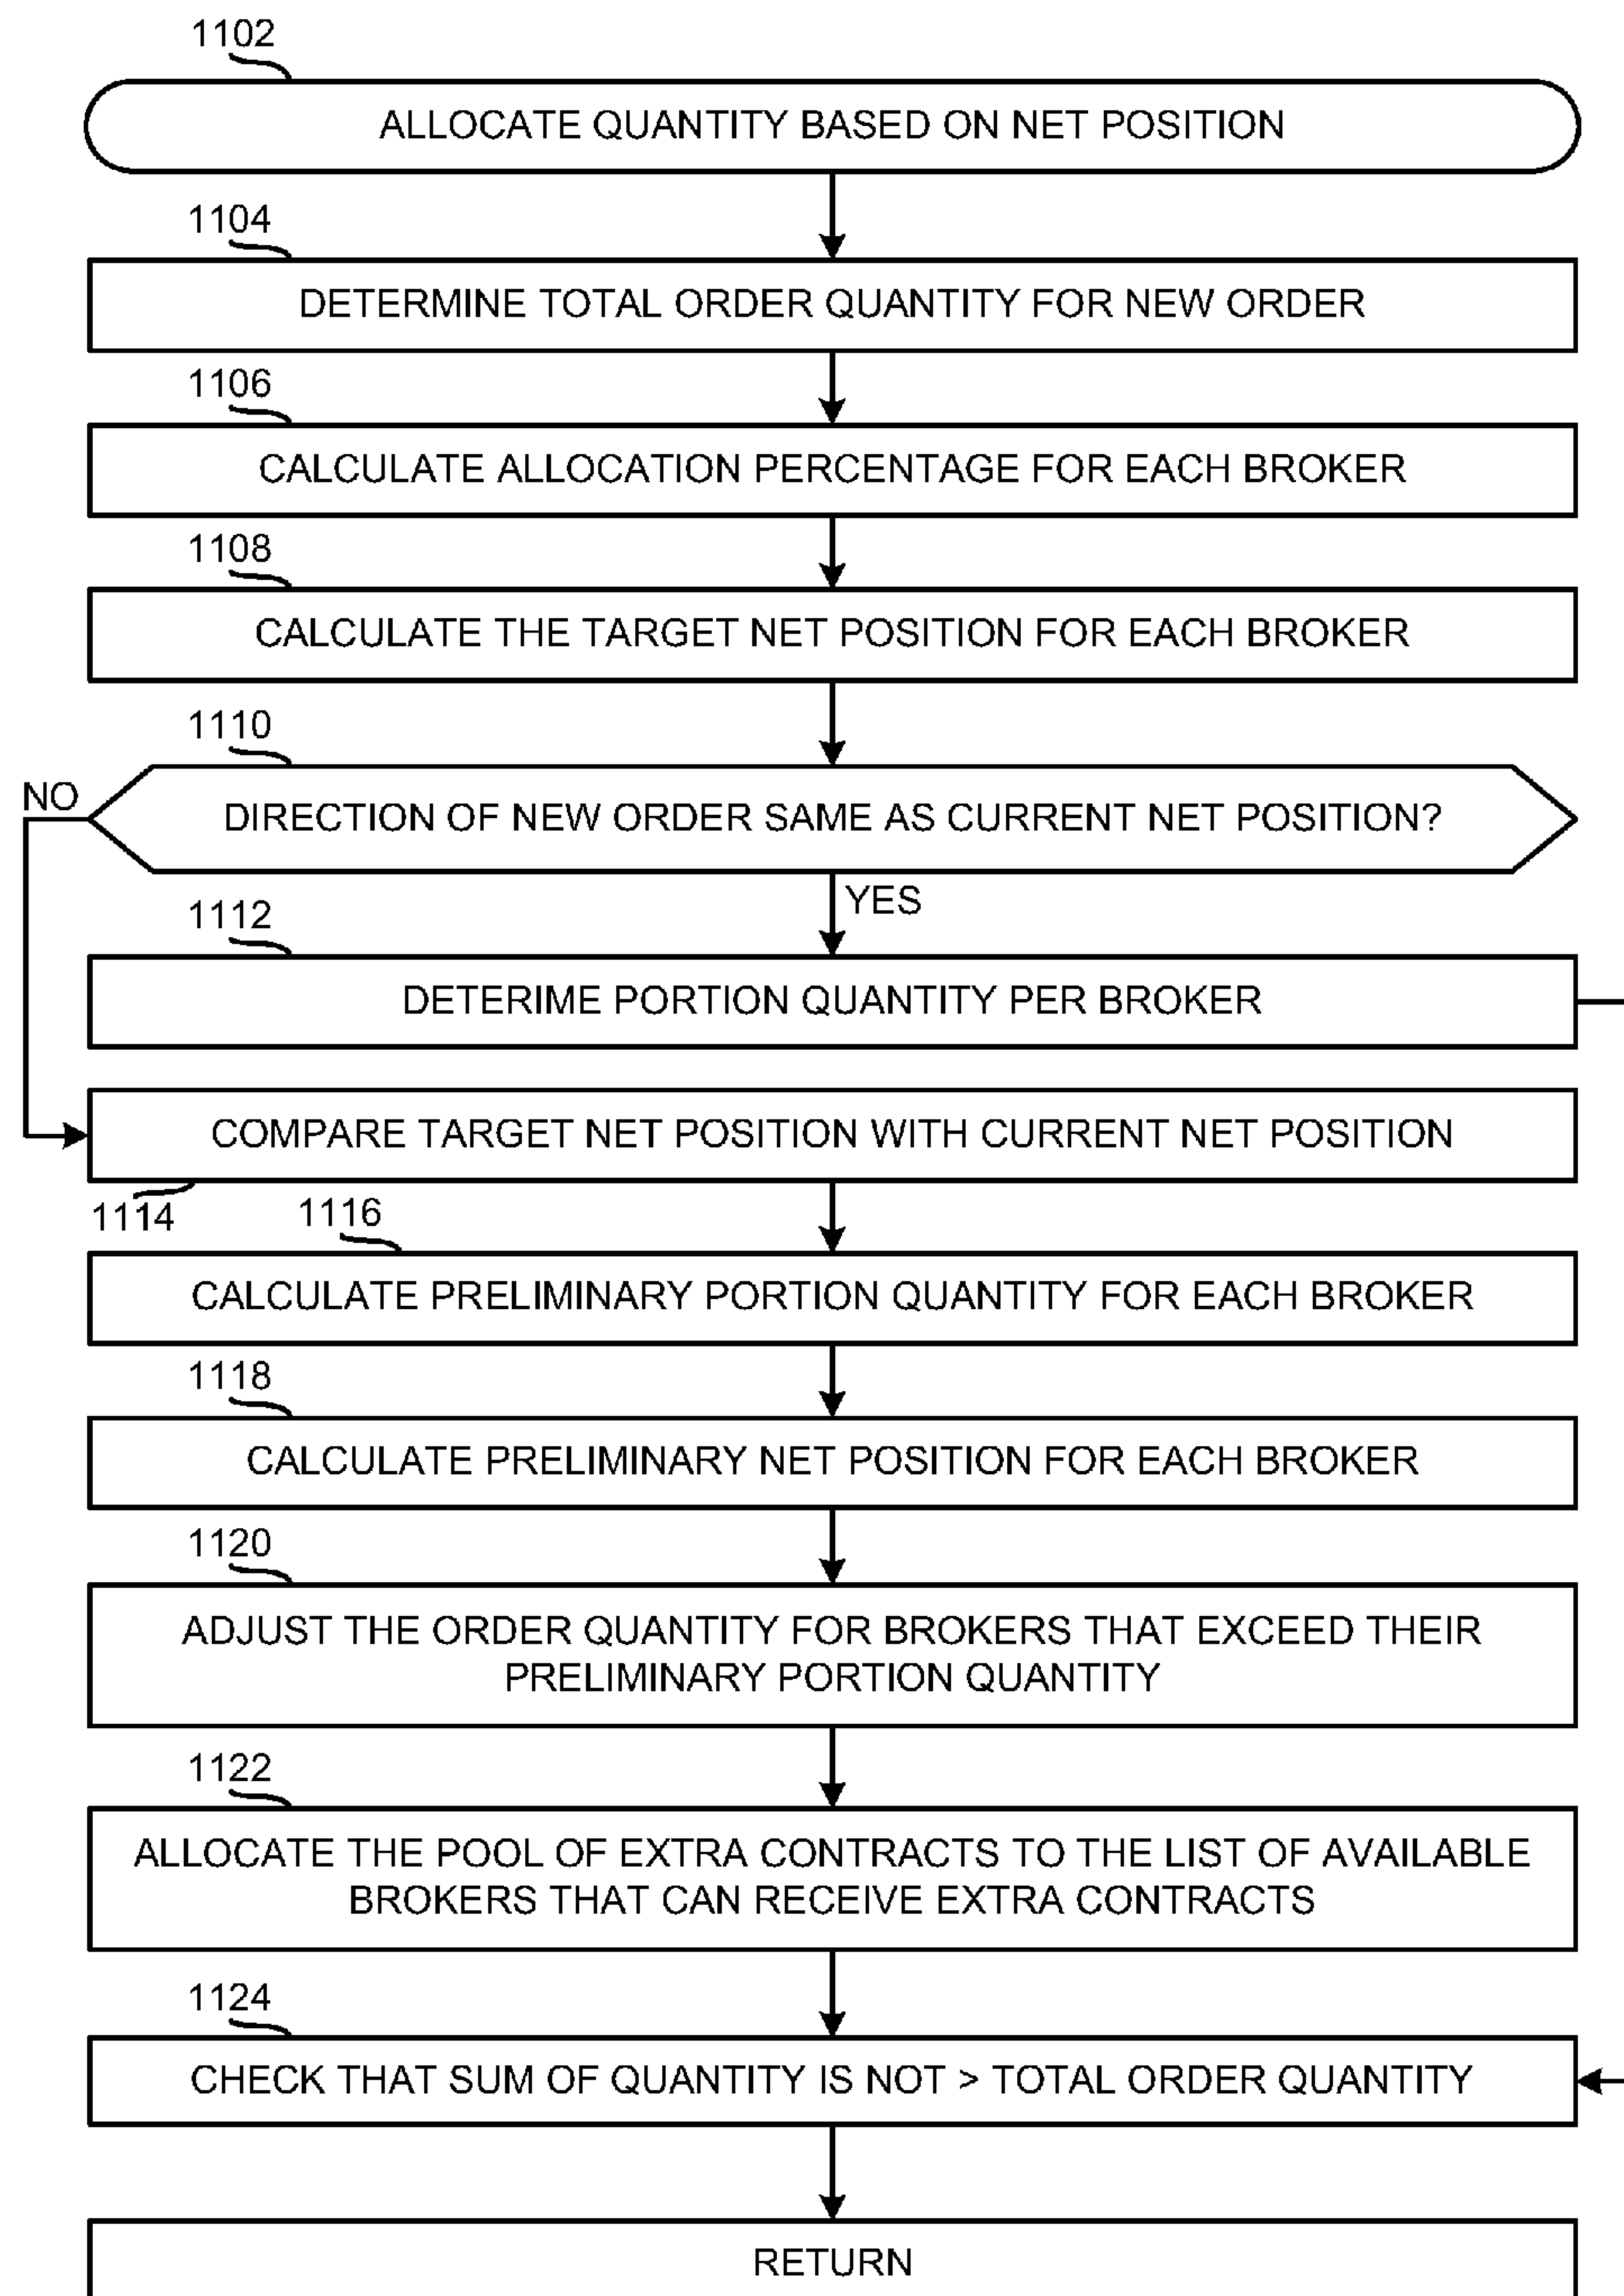 1102
ALLOCATE QUANTITY BASED ON NET POSITION
1104
DETERMINE TOTAL ORDER QUANTITY FOR NEW ORDER
1106
CALCULATE ALLOCATION PERCENTAGE FOR EACH BROKER
1108
CALCULATE THE TARGET NET POSITION FOR EACH BROKER
1110
NO
DIRECTION OF NEW ORDER SAME AS CURRENT NET POSITION?
YES
1112
DETERIME PORTION QUANTITY PER BROKER
COMPARE TARGET NET POSITION WITH CURRENT NET POSITION
1114
1116
CALCULATE PRELIMINARY PORTION QUANTITY FOR EACH BROKER
1118
CALCULATE PRELIMINARY NET POSITION FOR EACH BROKER
1120
ADJUST THE ORDER QUANTITY FOR BROKERS THAT EXCEED THEIR
PRELIMINARY PORTION QUANTITY
1122
ALLOCATE THE POOL OF EXTRA CONTRACTS TO THE LIST OF AVAILABLE
BROKERS THAT CAN RECEIVE EXTRA CONTRACTS
1124
CHECK THAT SUM OF QUANTITY IS NOT > TOTAL ORDER QUANTITY
RETURN